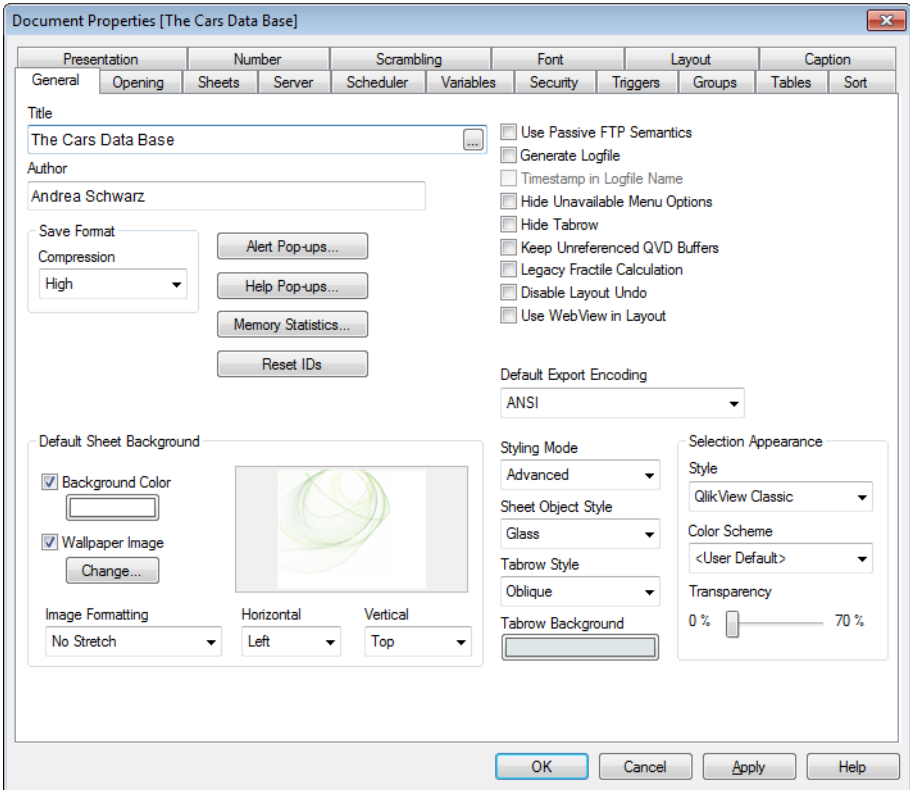 Document Properties [The Cars Data Base]
Presentation Number Scrambling Font Layout Caption
General Opening Sheets Server Scheduler Variables Security Triggers Groups Tables Sort
Title
The Cars Data Base
...
Author
Andrea Schwarz
Save Format
Compression
High
Alert Pop-ups...
Help Pop-ups...
Memory Statistics...
Reset IDs
Use Passive FTP Semantics
Generate Logfile
Timestamp in Logfile Name
Hide Unavailable Menu Options
Hide Tabrow
Keep Unreferenced QVD Buffers
Legacy Fractile Calculation
Disable Layout Undo
Use WebView in Layout
Default Export Encoding
ANSI
Default Sheet Background
Background Color
Wallpaper Image
Change...
Image Formatting Horizontal Vertical
No Stretch Left Top
Styling Mode
Advanced
Sheet Object Style
Glass
Tabrow Style
Oblique
Tabrow Background
Selection Appearance
Style
QlikView Classic
Color Scheme
<User Default>
Transparency
0 % 70 %
OK Cancel Apply Help